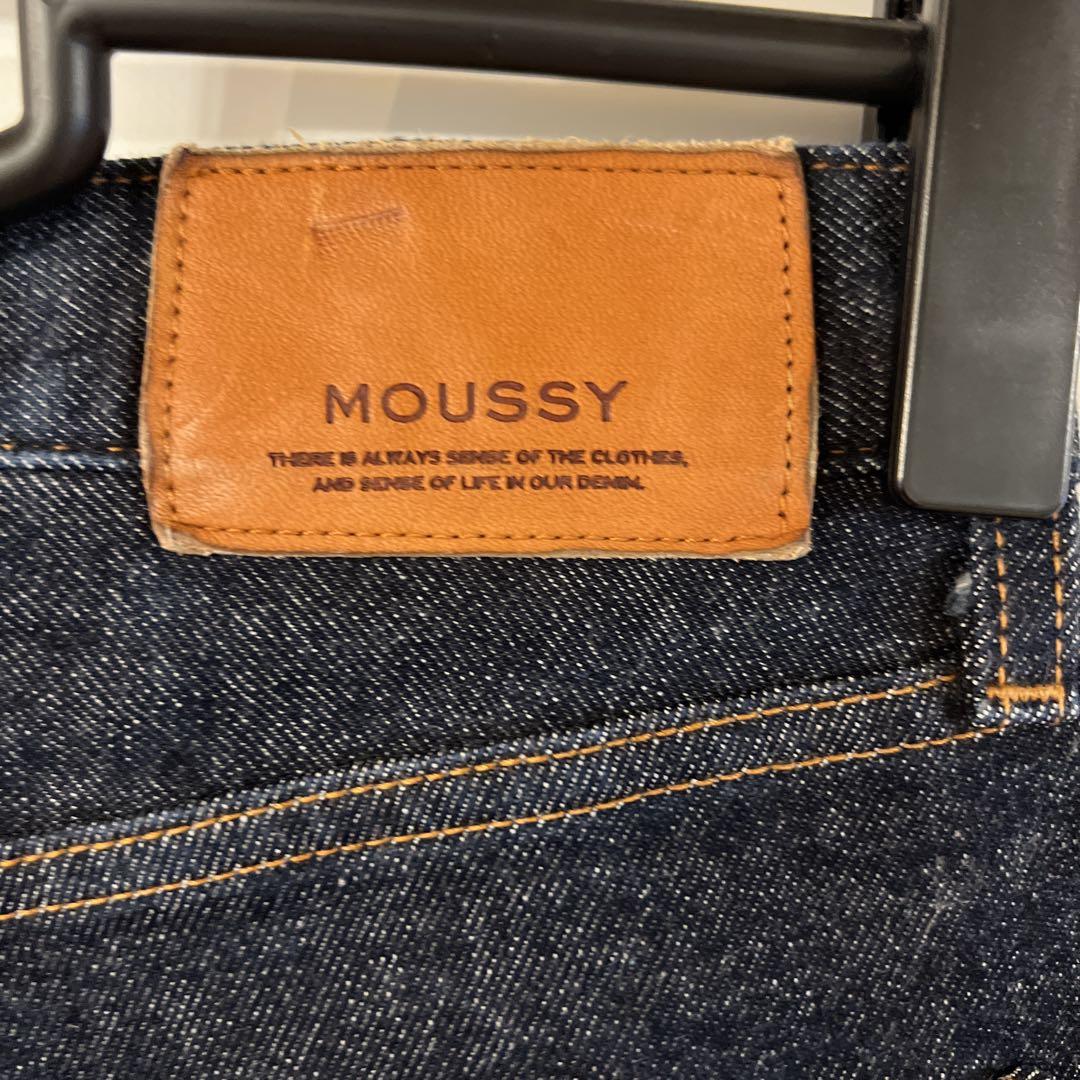 MOUSSY
THERE IS ALWAYS SENSE OF THE CLOTHES,
AND SENSE OF LIFE IN OUR DENIM.